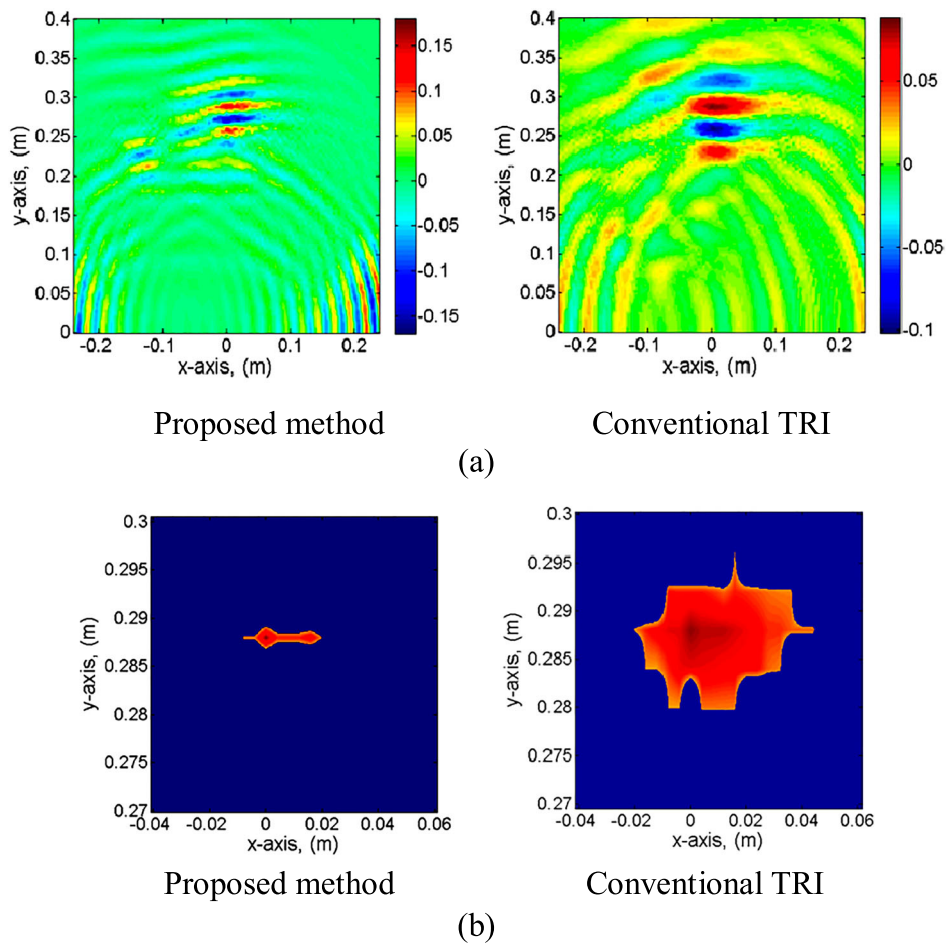 0.4
0.35
0.3
0.25
0.2
0.15
0.1
0.05
0
y-axis, (m)
-0.2 -0.1 0 0.1 0.2
x-axis, (m)
0.15
0.1
0.05
0
-0.05
-0.1
-0.15
0.4
0.35
0.3
0.25
0.2
0.15
0.1
0.05
0
y-axis, (m)
-0.2 -0.1 0 0.1 0.2
x-axis, (m)
0.05
0
-0.05
-0.1
Proposed method
Conventional TRI
(a)
0.3
0.295
0.29
0.285
0.28
0.275
0.27
y-axis, (m)
-0.04 -0.02 0 0.02 0.04 0.06
x-axis, (m)
0.3
0.295
0.29
0.285
0.28
0.275
0.27
y-axis, (m)
-0.04 -0.02 0 0.02 0.04 0.06
x-axis, (m)
Proposed method
Conventional TRI
(b)